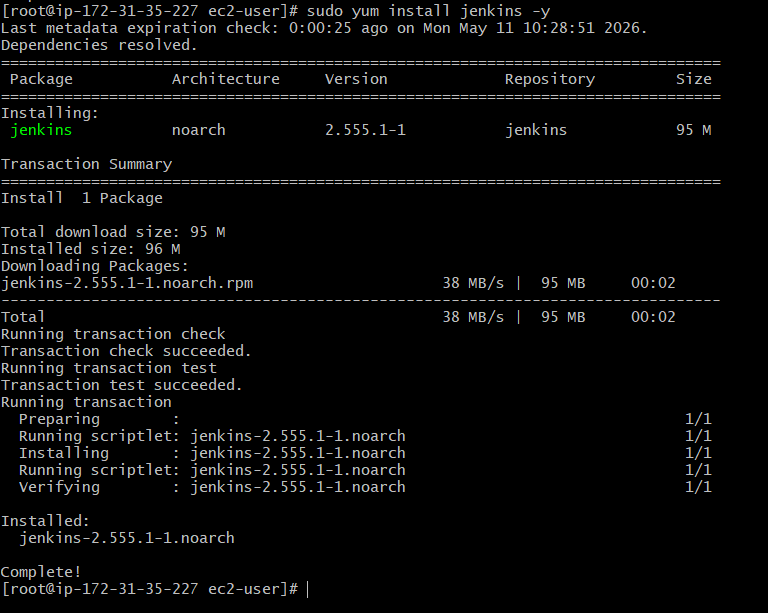 [root@ip-172-31-35-227 ec2-user]# sudo yum install jenkins -y
Last metadata expiration check: 0:00:25 ago on Mon May 11 10:28:51 2026.
Dependencies resolved.
================================================================================
 Package           Architecture     Version             Repository         Size
================================================================================
Installing:
 jenkins           noarch           2.555.1-1           jenkins            95 M

Transaction Summary
================================================================================
Install  1 Package

Total download size: 95 M
Installed size: 96 M
Downloading Packages:
jenkins-2.555.1-1.noarch.rpm                     38 MB/s |  95 MB     00:02
--------------------------------------------------------------------------------
Total                                            38 MB/s |  95 MB     00:02
Running transaction check
Transaction check succeeded.
Running transaction test
Transaction test succeeded.
Running transaction
  Preparing        :                                                        1/1
  Running scriptlet: jenkins-2.555.1-1.noarch                               1/1
  Installing       : jenkins-2.555.1-1.noarch                               1/1
  Running scriptlet: jenkins-2.555.1-1.noarch                               1/1
  Verifying        : jenkins-2.555.1-1.noarch                               1/1

Installed:
  jenkins-2.555.1-1.noarch

Complete!
[root@ip-172-31-35-227 ec2-user]#